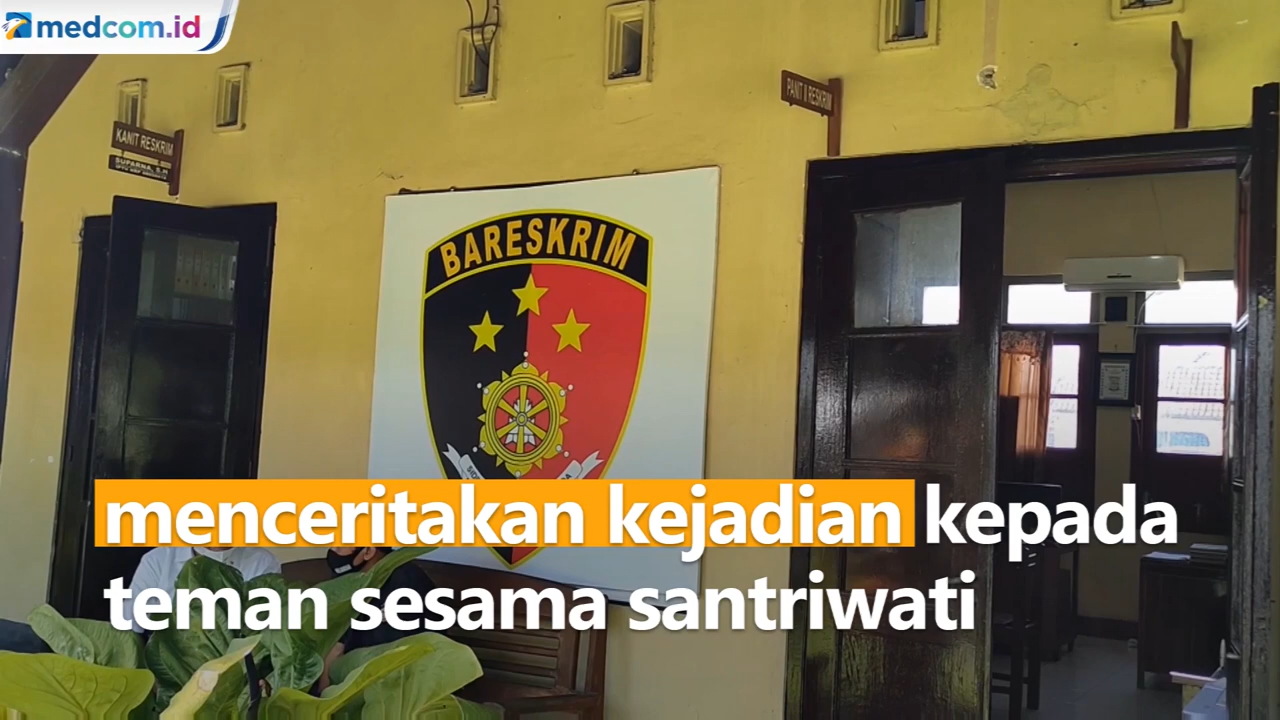 medcom.id
KANIT RESKRIM
SUPARNA, S.H
PANIT II RESKRIM
BARESKRIM
menceritakan kejadian kepada
teman sesama santriwati